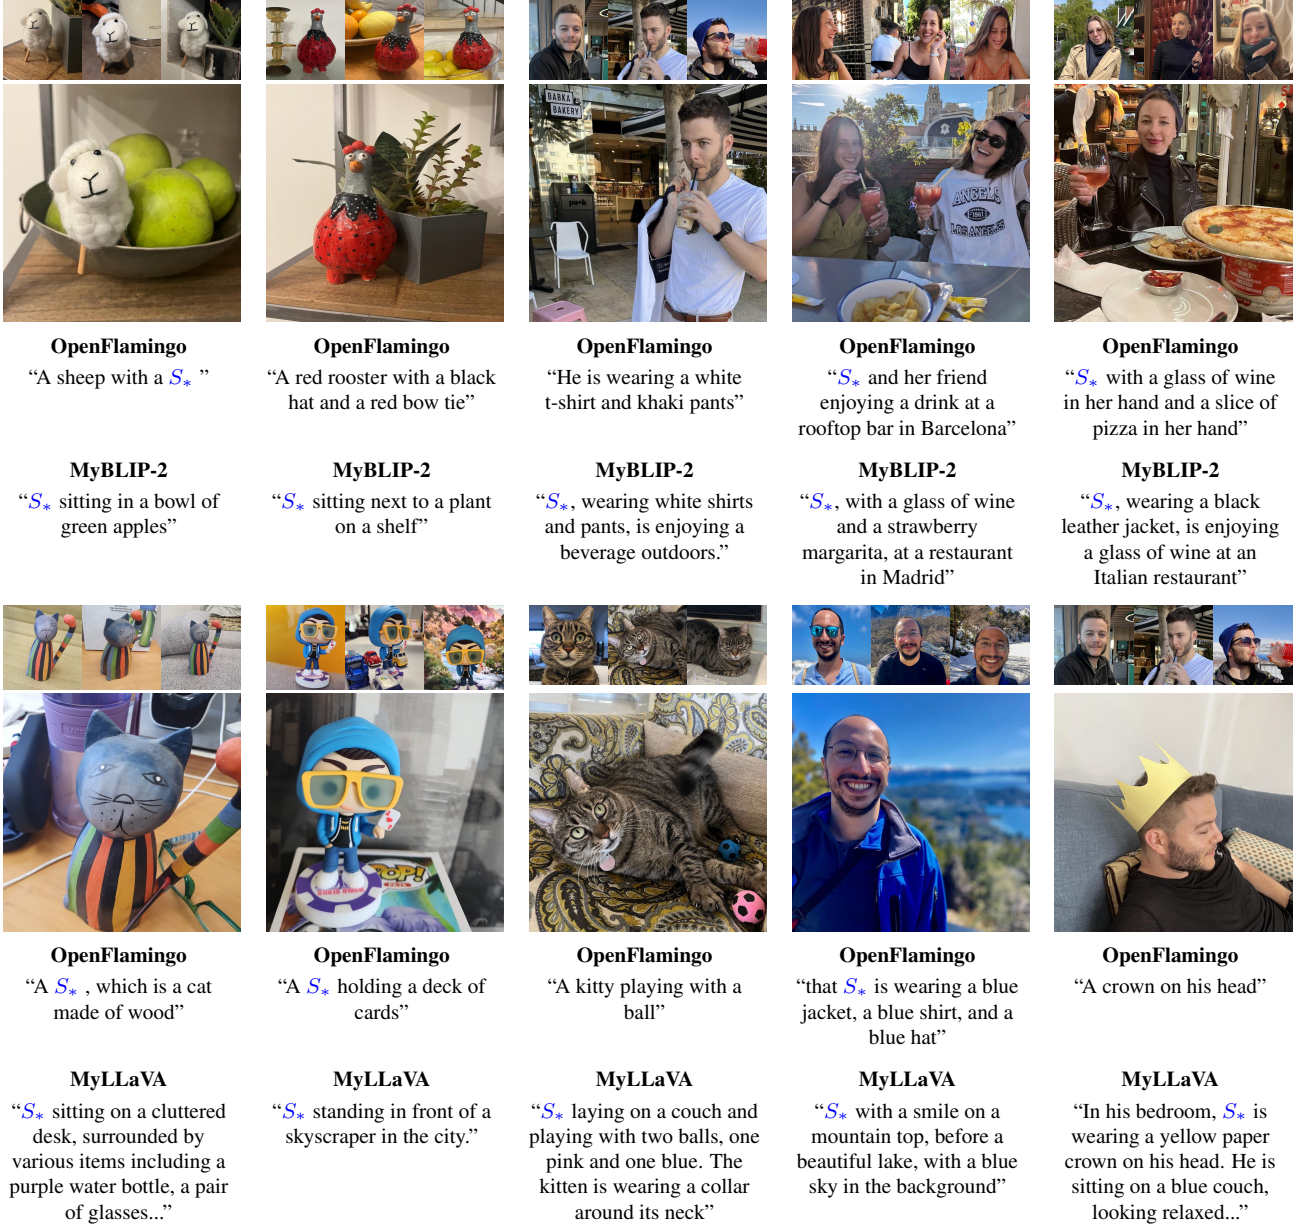 BABKA
BAKERY
ANGELS
1961
LOS ANGELES
OpenFlamingo
“A sheep with a S* ”
OpenFlamingo
“A red rooster with a black
hat and a red bow tie”
OpenFlamingo
“He is wearing a white
t-shirt and khaki pants”
OpenFlamingo
“S* and her friend
enjoying a drink at a
rooftop bar in Barcelona”
OpenFlamingo
“S* with a glass of wine
in her hand and a slice of
pizza in her hand”
MyBLIP-2
“S* sitting in a bowl of
green apples”
MyBLIP-2
“S* sitting next to a plant
on a shelf”
MyBLIP-2
“S*, wearing white shirts
and pants, is enjoying a
beverage outdoors.”
MyBLIP-2
“S*, with a glass of wine
and a strawberry
margarita, at a restaurant
in Madrid”
MyBLIP-2
“S*, wearing a black
leather jacket, is enjoying
a glass of wine at an
Italian restaurant”
POP!
OpenFlamingo
“A S* , which is a cat
made of wood”
OpenFlamingo
“A S* holding a deck of
cards”
OpenFlamingo
“A kitty playing with a
ball”
OpenFlamingo
“that S* is wearing a blue
jacket, a blue shirt, and a
blue hat”
OpenFlamingo
“A crown on his head”
MyLLaVA
“S* sitting on a cluttered
desk, surrounded by
various items including a
purple water bottle, a pair
of glasses...”
MyLLaVA
“S* standing in front of a
skyscraper in the city.”
MyLLaVA
“S* laying on a couch and
playing with two balls, one
pink and one blue. The
kitten is wearing a collar
around its neck”
MyLLaVA
“S* with a smile on a
mountain top, before a
beautiful lake, with a blue
sky in the background”
MyLLaVA
“In his bedroom, S* is
wearing a yellow paper
crown on his head. He is
sitting on a blue couch,
looking relaxed...”